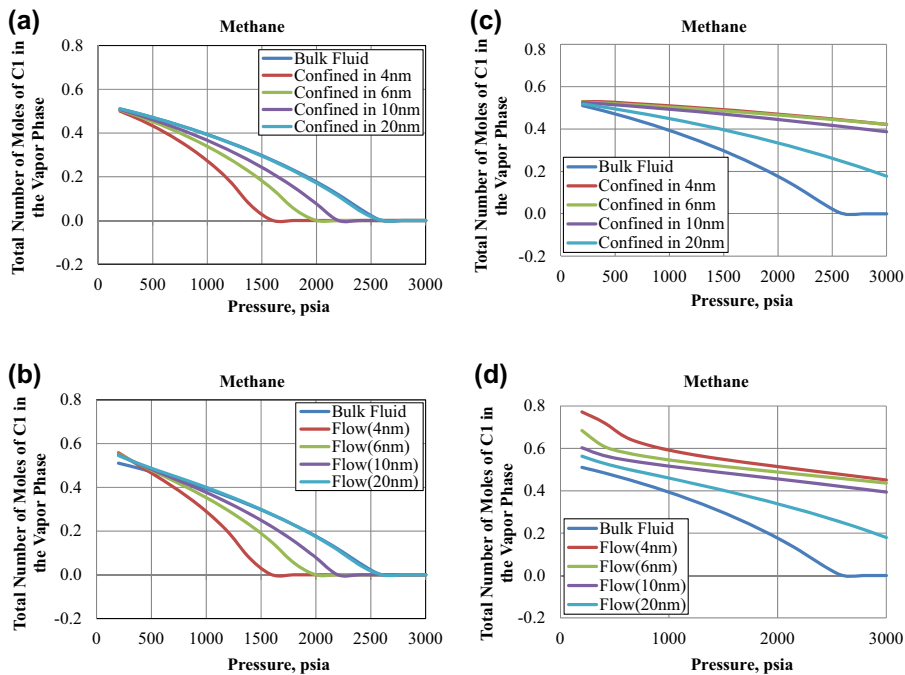 (a)
Methane
Total Number of Moles of C1 in
the Vapor Phase
0.8
0.6
0.4
0.2
0.0
-0.2
0 500 1000 1500 2000 2500 3000
Pressure, psia
Bulk Fluid
Confined in 4nm
Confined in 6nm
Confined in 10nm
Confined in 20nm
(c)
Methane
Total Number of Moles of C1 in
the Vapor Phase
0.8
0.6
0.4
0.2
0.0
-0.2
0 500 1000 1500 2000 2500 3000
Pressure, psia
Bulk Fluid
Confined in 4nm
Confined in 6nm
Confined in 10nm
Confined in 20nm
(b)
Methane
Total Number of Moles of C1 in
the Vapor Phase
0.8
0.6
0.4
0.2
0.0
-0.2
0 500 1000 1500 2000 2500 3000
Pressure, psia
Bulk Fluid
Flow(4nm)
Flow(6nm)
Flow(10nm)
Flow(20nm)
(d)
Methane
Total Number of Moles of C1 in
the Vapor Phase
0.8
0.6
0.4
0.2
0.0
-0.2
0 500 1000 1500 2000 2500 3000
Pressure, psia
Bulk Fluid
Flow(4nm)
Flow(6nm)
Flow(10nm)
Flow(20nm)